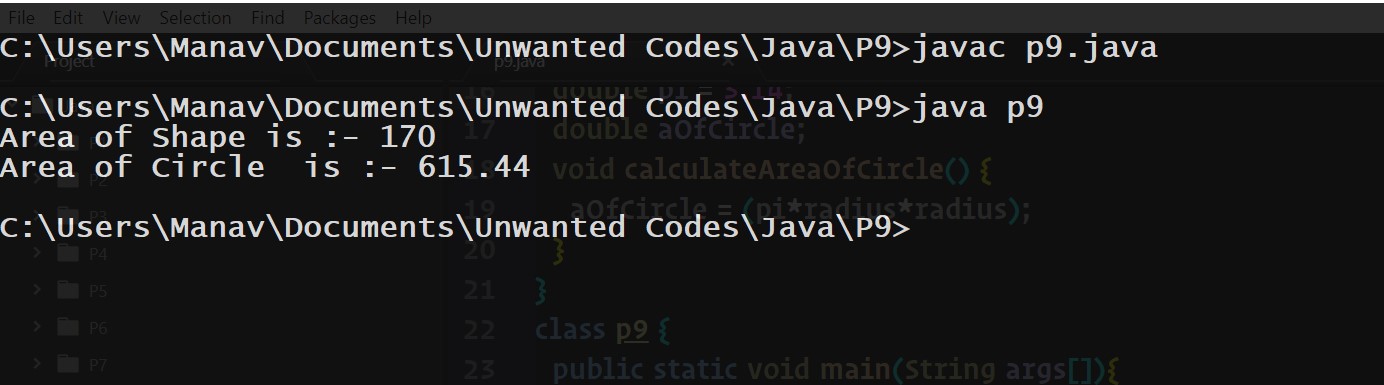 File Edit View Selection Find Packages Help
C:\Users\Manav\Documents\Unwanted Codes\Java\P9>javac p9.java
Project
p9.java
C:\Users\Manav\Documents\Unwanted Codes\Java\P9>java p9
16 double pi = 3.14;
Area of Shape is :- 170
17 double aOfCircle;
Area of Circle  is :- 615.44
18 void calculateAreaOfCircle() {
P2
19 aOfCircle = (pi*radius*radius);
P3
C:\Users\Manav\Documents\Unwanted Codes\Java\P9>
20 }
P4
21 }
P5
22 class p9 {
P6
23 public static void main(String args[]){
P7